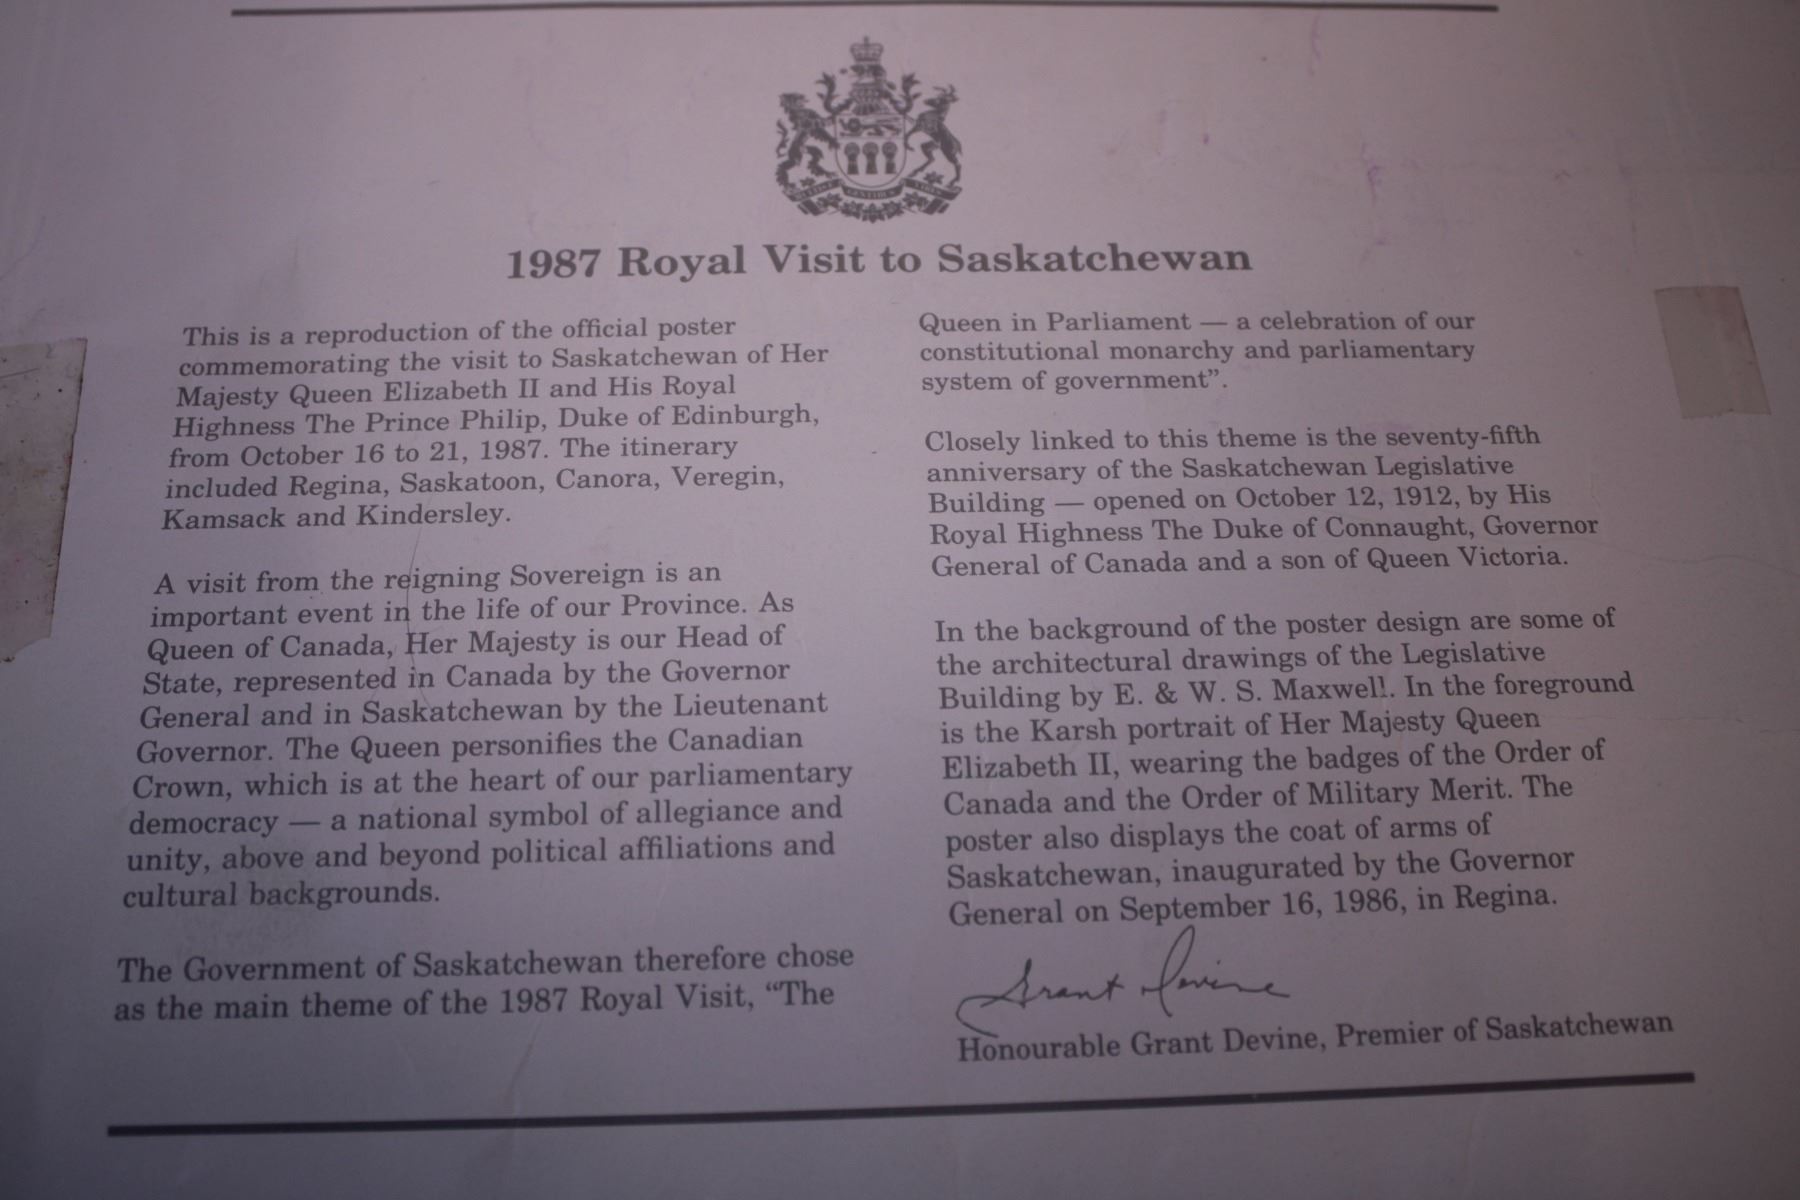 1987 Royal Visit to Saskatchewan
This is a reproduction of the official poster
commemorating the visit to Saskatchewan of Her
Majesty Queen Elizabeth II and His Royal
Highness The Prince Philip, Duke of Edinburgh,
from October 16 to 21, 1987. The itinerary
included Regina, Saskatoon, Canora, Veregin,
Kamsack and Kindersley.
A visit from the reigning Sovereign is an
important event in the life of our Province. As
Queen of Canada, Her Majesty is our Head of
State, represented in Canada by the Governor
General and in Saskatchewan by the Lieutenant
Governor. The Queen personifies the Canadian
Crown, which is at the heart of our parliamentary
democracy — a national symbol of allegiance and
unity, above and beyond political affiliations and
cultural backgrounds.
The Government of Saskatchewan therefore chose
as the main theme of the 1987 Royal Visit, “The
Queen in Parliament — a celebration of our
constitutional monarchy and parliamentary
system of government”.
Closely linked to this theme is the seventy-fifth
anniversary of the Saskatchewan Legislative
Building — opened on October 12, 1912, by His
Royal Highness The Duke of Connaught, Governor
General of Canada and a son of Queen Victoria.
In the background of the poster design are some of
the architectural drawings of the Legislative
Building by E. & W. S. Maxwell. In the foreground
is the Karsh portrait of Her Majesty Queen
Elizabeth II, wearing the badges of the Order of
Canada and the Order of Military Merit. The
poster also displays the coat of arms of
Saskatchewan, inaugurated by the Governor
General on September 16, 1986, in Regina.
Grant Devine
Honourable Grant Devine, Premier of Saskatchewan